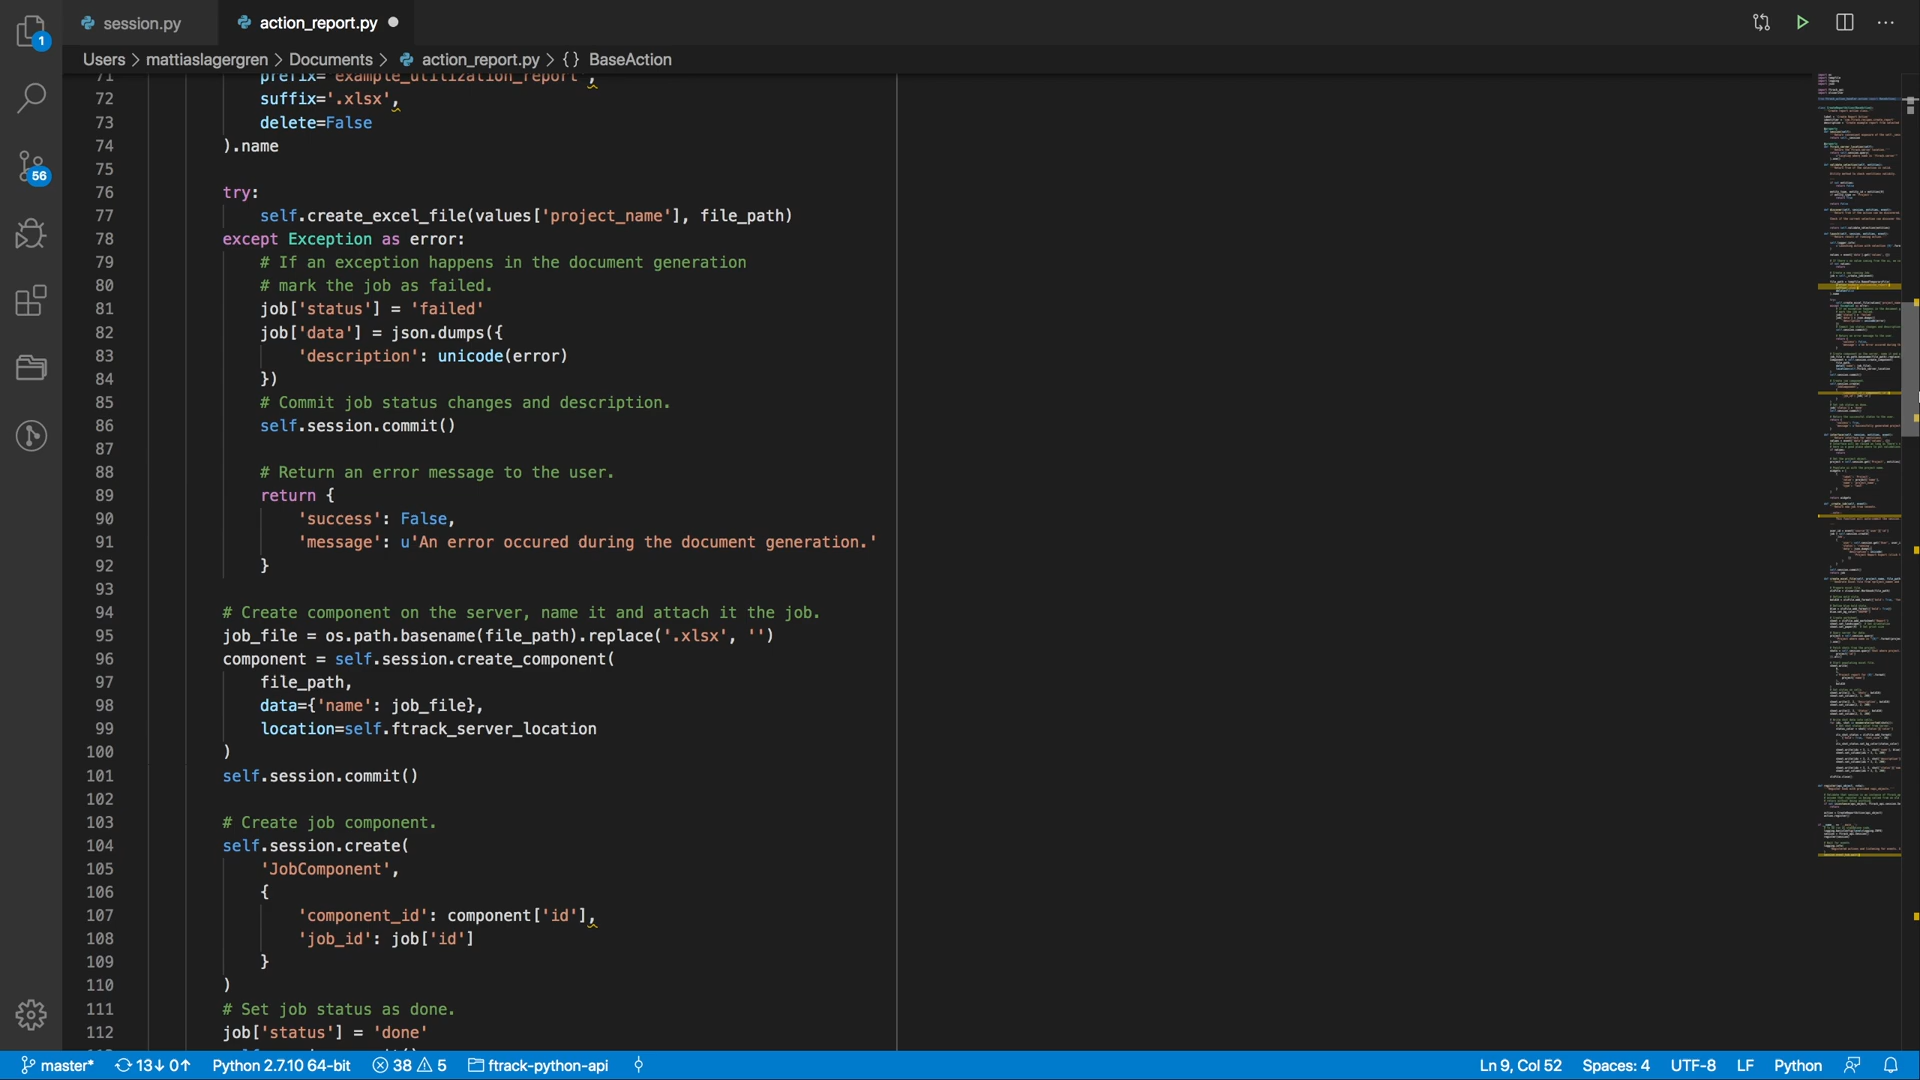 session.py
action_report.py
1
Users > mattiaslagergren > Documents > action_report.py > {} BaseAction
71 prefix='example_utilization_report',
72 suffix='.xlsx',
73 delete=False
74 ).name
75
76 try:
77 self.create_excel_file(values['project_name'], file_path)
78 except Exception as error:
79 # If an exception happens in the document generation
80 # mark the job as failed.
81 job['status'] = 'failed'
82 job['data'] = json.dumps({
83 'description': unicode(error)
84 })
85 # Commit job status changes and description.
86 self.session.commit()
87
88 # Return an error message to the user.
89 return {
90 'success': False,
91 'message': u'An error occured during the document generation.'
92 }
93
94 # Create component on the server, name it and attach it the job.
95 job_file = os.path.basename(file_path).replace('.xlsx', '')
96 component = self.session.create_component(
97 file_path,
98 data={'name': job_file},
99 location=self.ftrack_server_location
100 )
101 self.session.commit()
102
103 # Create job component.
104 self.session.create(
105 'JobComponent',
106 {
107 'component_id': component['id'],
108 'job_id': job['id']
109 }
110 )
111 # Set job status as done.
112 job['status'] = 'done'
56
master* 13↓ 0↑ Python 2.7.10 64-bit 38 5 ftrack-python-api Ln 9, Col 52 Spaces: 4 UTF-8 LF Python